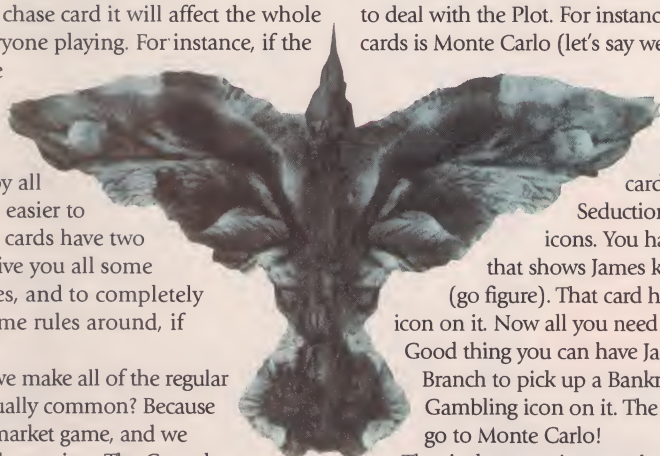 chase card it will affect the whole
ryone playing. For instance, if the
e
by all
easier to
cards have two
ive you all some
es, and to completely
me rules around, if
we make all of the regular
ually common? Because
market game, and we
to deal with the Plot. For instanc
cards is Monte Carlo (let's say we
card
Seduction
icons. You ha
that shows James k
(go figure). That card h
icon on it. Now all you need
Good thing you can have Ja
Branch to pick up a Bankr
Gambling icon on it. The
go to Monte Carlo!